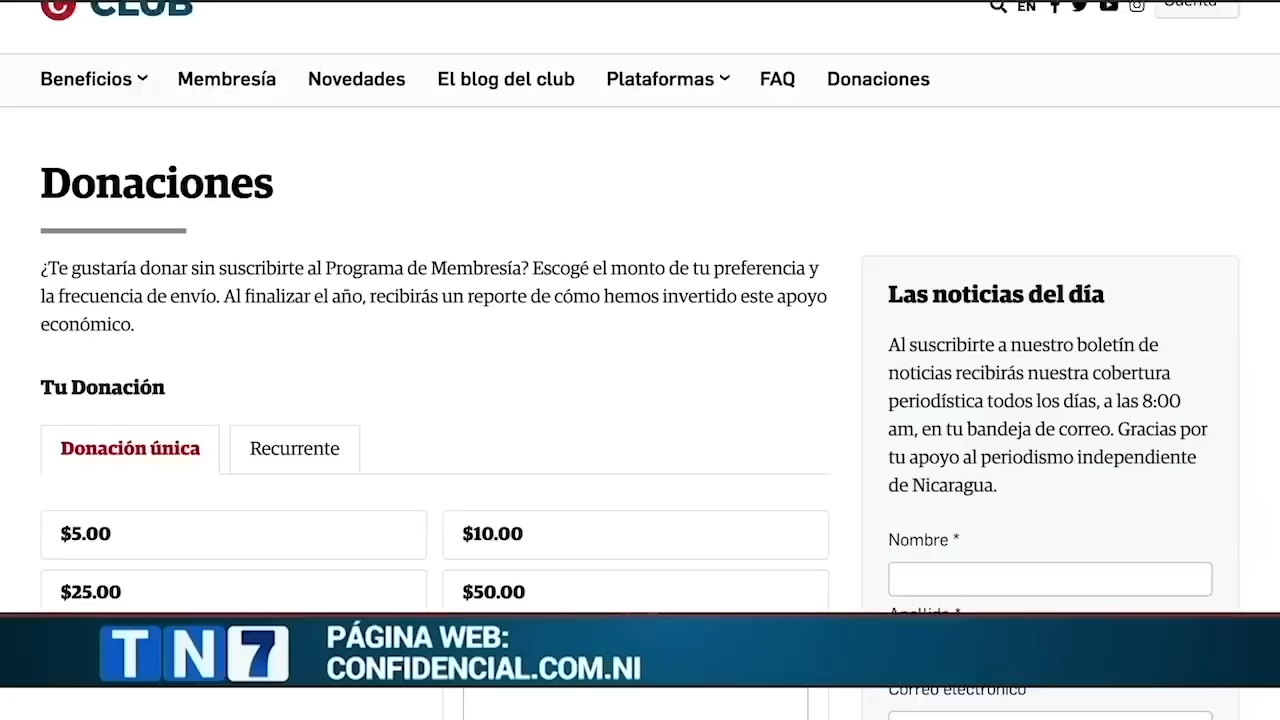 CLUB
EN
Cuenta
Beneficios Membresía Novedades El blog del club Plataformas FAQ Donaciones
Donaciones
¿Te gustaría donar sin suscribirte al Programa de Membresía? Escogé el monto de tu preferencia y
la frecuencia de envío. Al finalizar el año, recibirás un reporte de cómo hemos invertido este apoyo
económico.
Tu Donación
Donación única Recurrente
$5.00 $10.00
$25.00 $50.00
Las noticias del día
Al suscribirte a nuestro boletín de
noticias recibirás nuestra cobertura
periodística todos los días, a las 8:00
am, en tu bandeja de correo. Gracias por
tu apoyo al periodismo independiente
de Nicaragua.
Nombre *
Apellido *
Correo electrónico
TN7
PÁGINA WEB:
CONFIDENCIAL.COM.NI